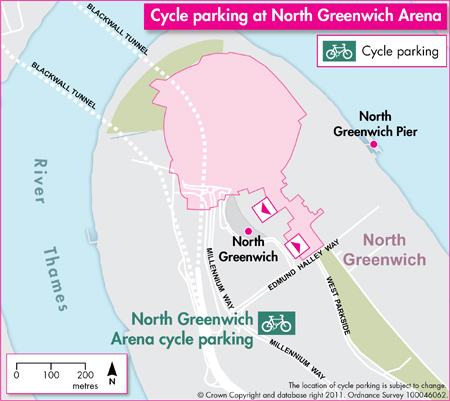 Cycle parking at North Greenwich Arena
Cycle parking
BLACKWALL TUNNEL
BLACKWALL TUNNEL
North
Greenwich Pier
River
Thames
North
Greenwich
North
Greenwich
EDMUND HALLEY WAY
MILLENNIUM WAY
WEST PARKSIDE
North Greenwich
Arena cycle parking
MILLENNIUM WAY
0 100 200
metres
N
The location of cycle parking is subject to change.
© Crown Copyright and database right 2011. Ordnance Survey 100046062.